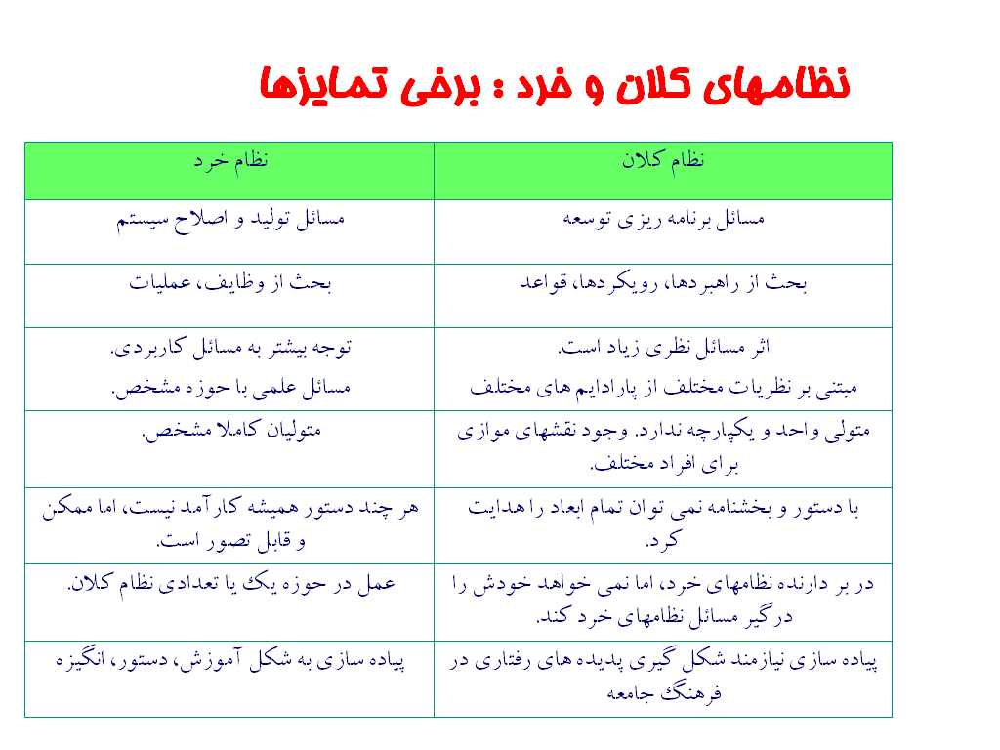 نظامهای کلان و خرد : برخی تمایزها
نظام کلان
نظام خرد
مسائل برنامه ریزی توسعه
مسائل تولید و اصلاح سیستم
بحث از راهبردها، رویکردها، قواعد
بحث از وظایف، عملیات
اثر مسائل نظری زیاد است.
مبتنی بر نظریات مختلف از پارادایم های مختلف
توجه بیشتر به مسائل کاربردی.
مسائل علمی با حوزه مشخص.
متولی واحد و یکپارچه ندارد. وجود نقشهای موازی
برای افراد مختلف.
متولیان کاملا مشخص.
با دستور و بخشنامه نمی توان تمام ابعاد را هدایت
کرد.
هر چند دستور همیشه کارآمد نیست، اما ممکن
و قابل تصور است.
در بر دارنده نظامهای خرد، اما نمی خواهد خودش را
درگیر مسائل نظامهای خرد کند.
عمل در حوزه یک یا تعدادی نظام کلان.
پیاده سازی نیازمند شکل گیری پدیده های رفتاری در
فرهنگ جامعه
پیاده سازی به شکل آموزش، دستور، انگیزه